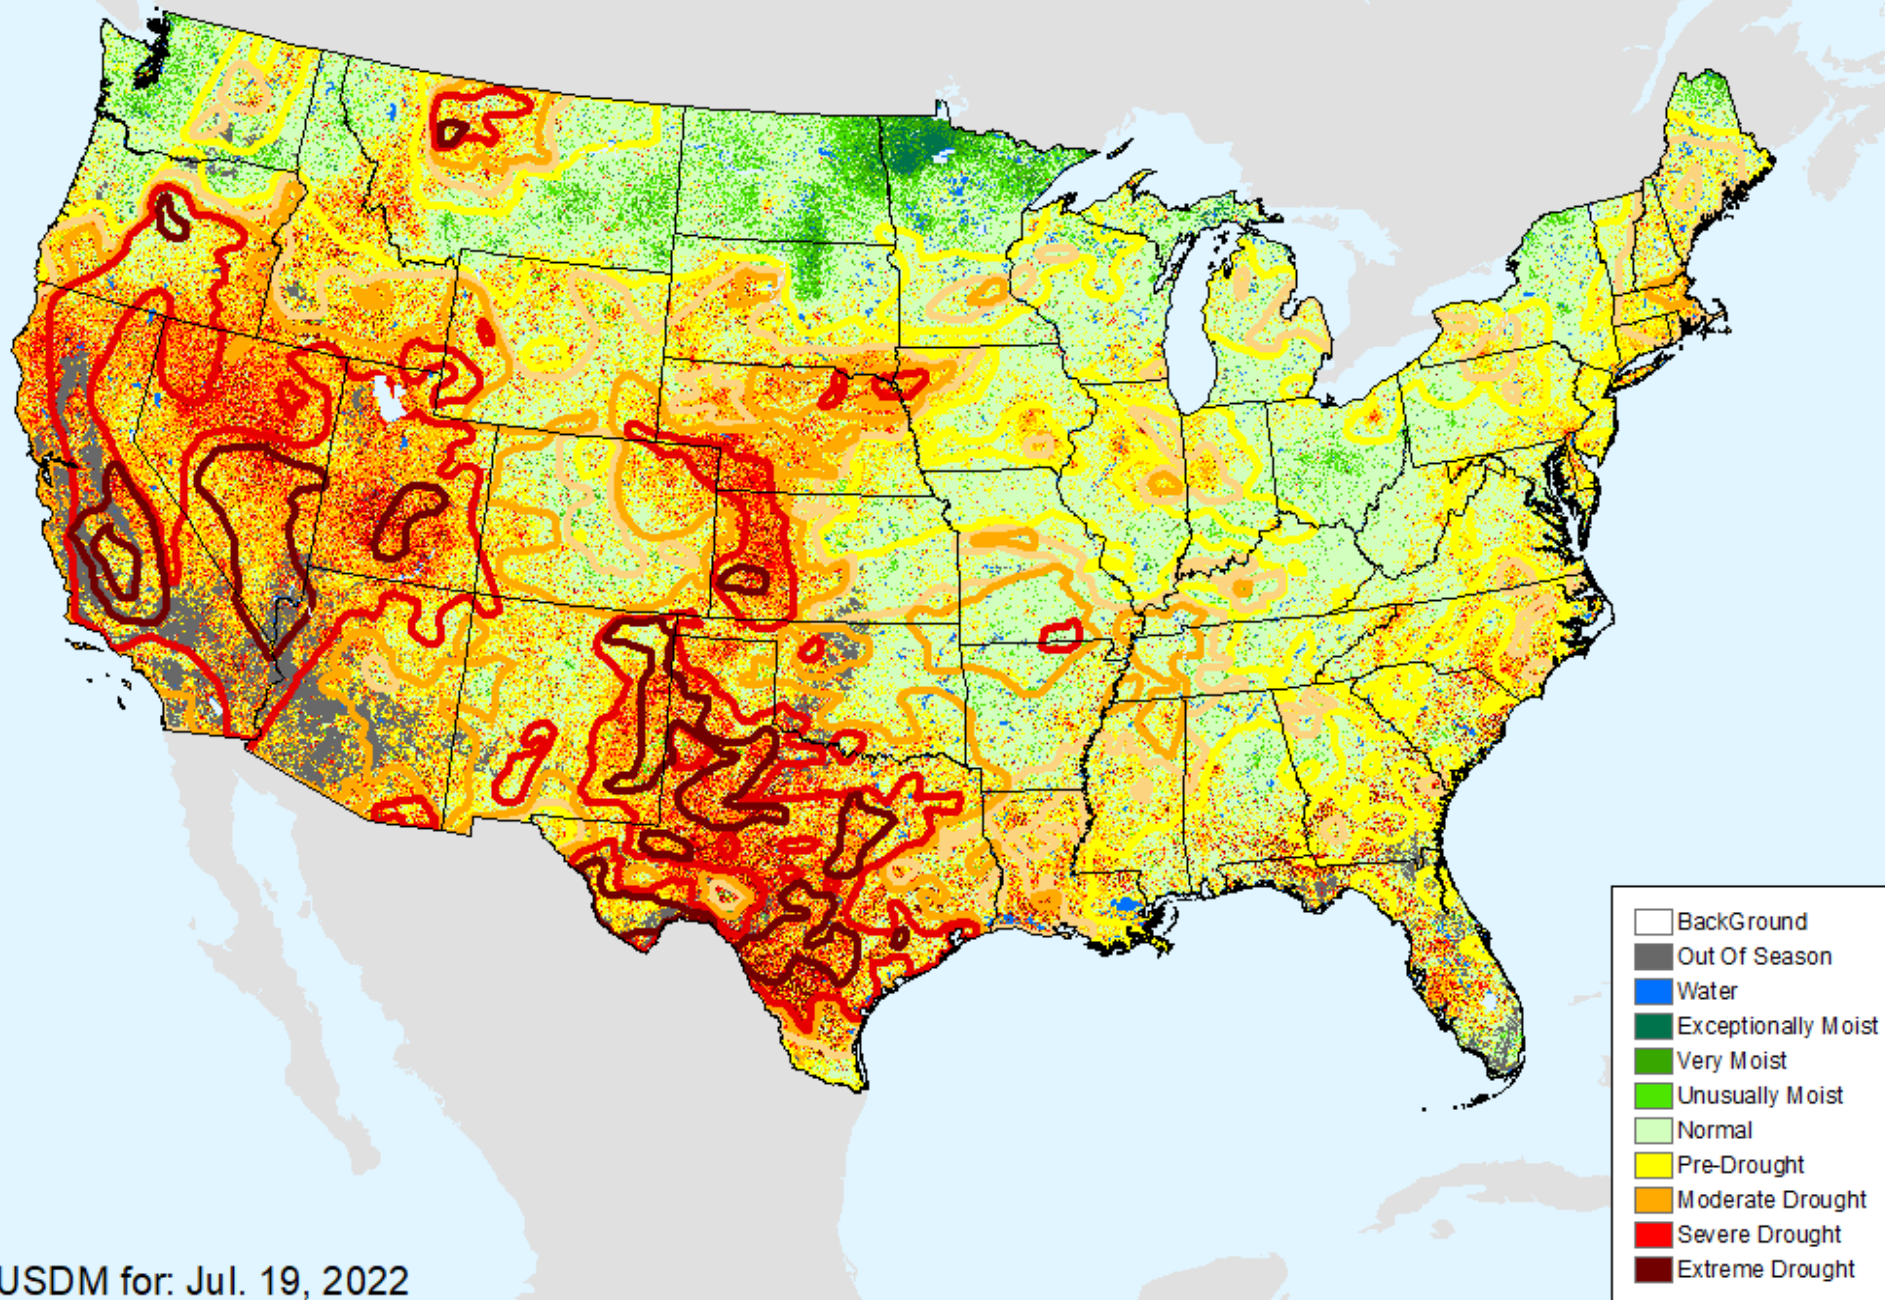 BackGround
Out Of Season
Water
Exceptionally Moist
Very Moist
Unusually Moist
Normal
Pre-Drought
Moderate Drought
Severe Drought
Extreme Drought
USDM for: Jul. 19, 2022